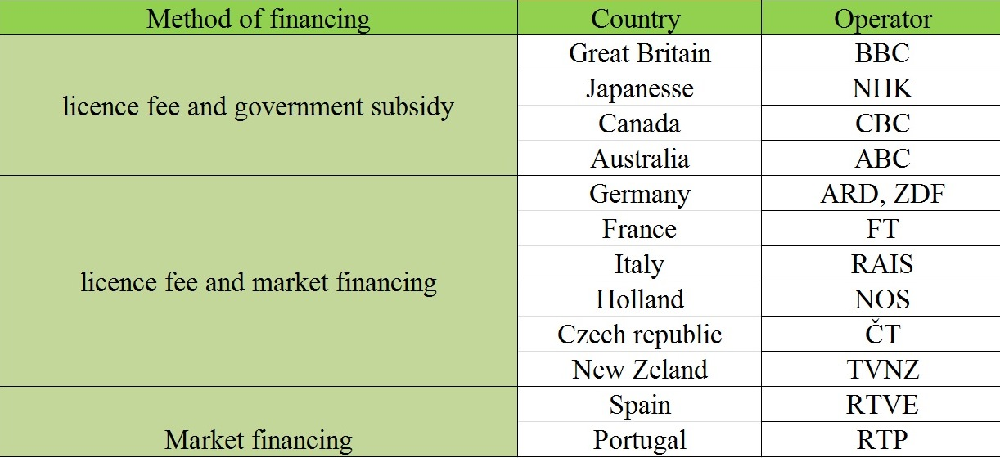 Method of financing Country Operator
Great Britain BBC
Japanesse NHK
licence fee and government subsidy
Canada CBC
Australia ABC
Germany ARD, ZDF
France FT
Italy RAIS
licence fee and market financing
Holland NOS
Czech republic ČT
New Zeland TVNZ
Spain RTVE
Market financing Portugal RTP